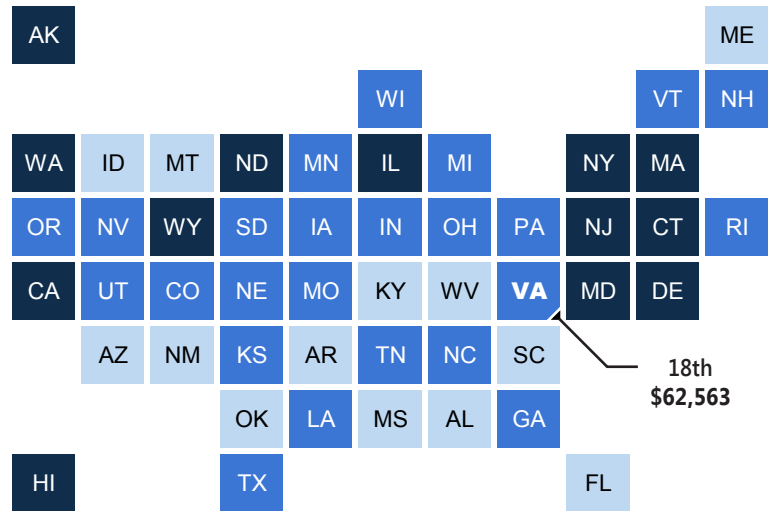 AK ME
WI VT NH
WA ID MT ND MN IL MI NY MA
OR NV WY SD IA IN OH PA NJ CT RI
CA UT CO NE MO KY WV VA MD DE
AZ NM KS AR TN NC SC
18th
$62,563
OK LA MS AL GA
HI TX FL